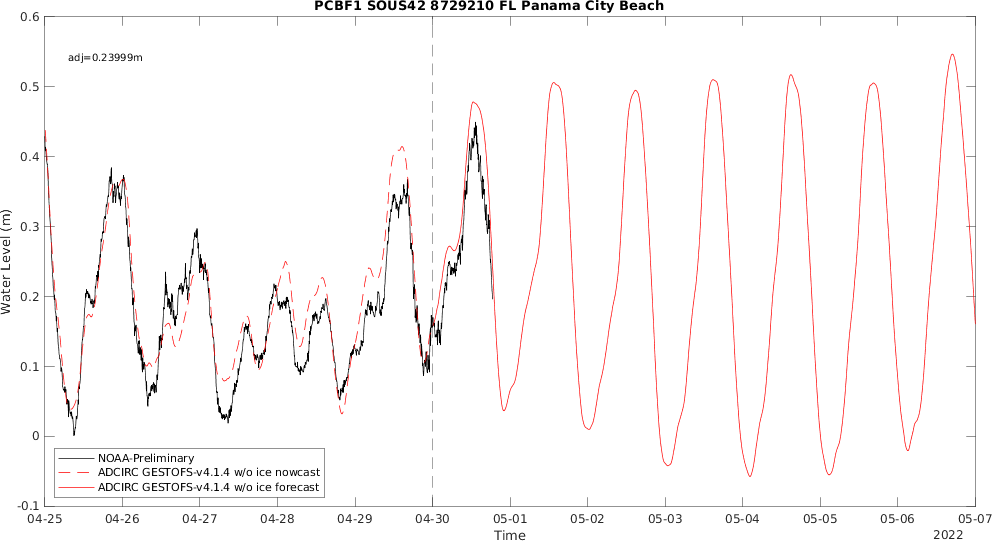 PCBF1 SOUS42 8729210 FL Panama City Beach
0.6
adj=0.23999m
0.5
0.4
0.3
0.2
0.1
0
-0.1
Water Level (m)
NOAA-Preliminary
ADCIRC GESTOFS-v4.1.4 w/o ice nowcast
ADCIRC GESTOFS-v4.1.4 w/o ice forecast
04-25 04-26 04-27 04-28 04-29 04-30 05-01 05-02 05-03 05-04 05-05 05-06 05-07
Time
2022